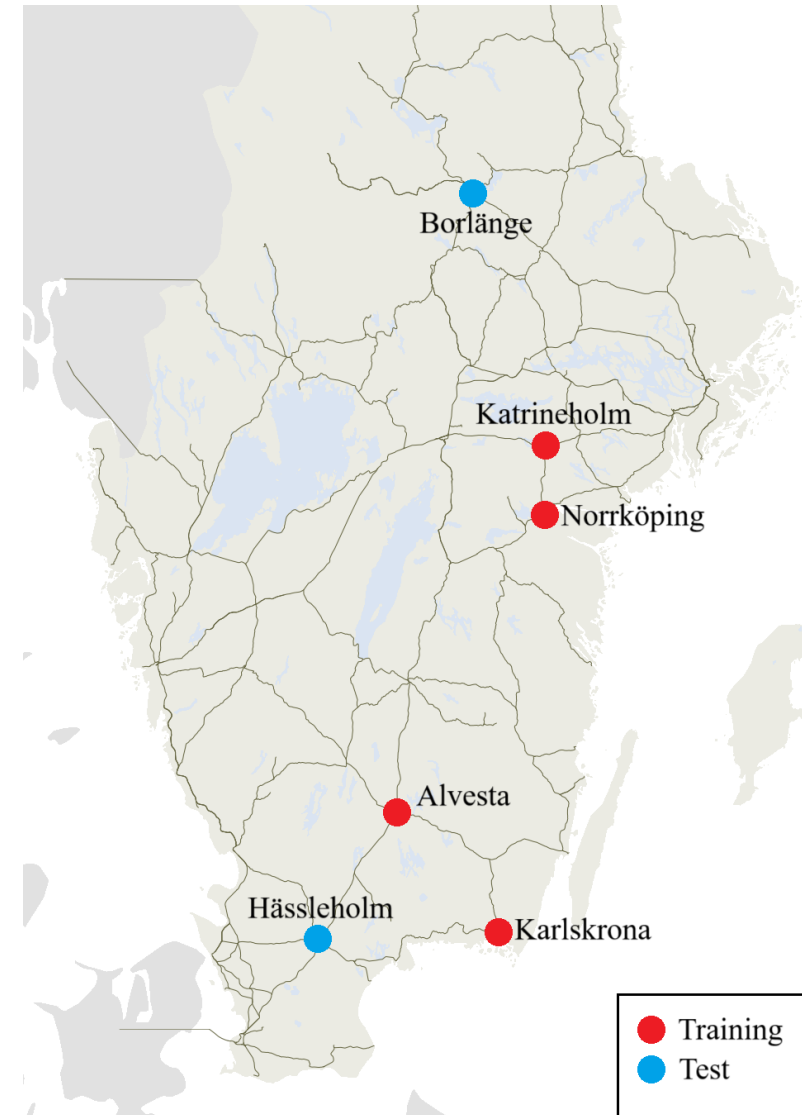 Borlänge
Katrineholm
Norrköping
Alvesta
Hässleholm
Karlskrona
Training
Test